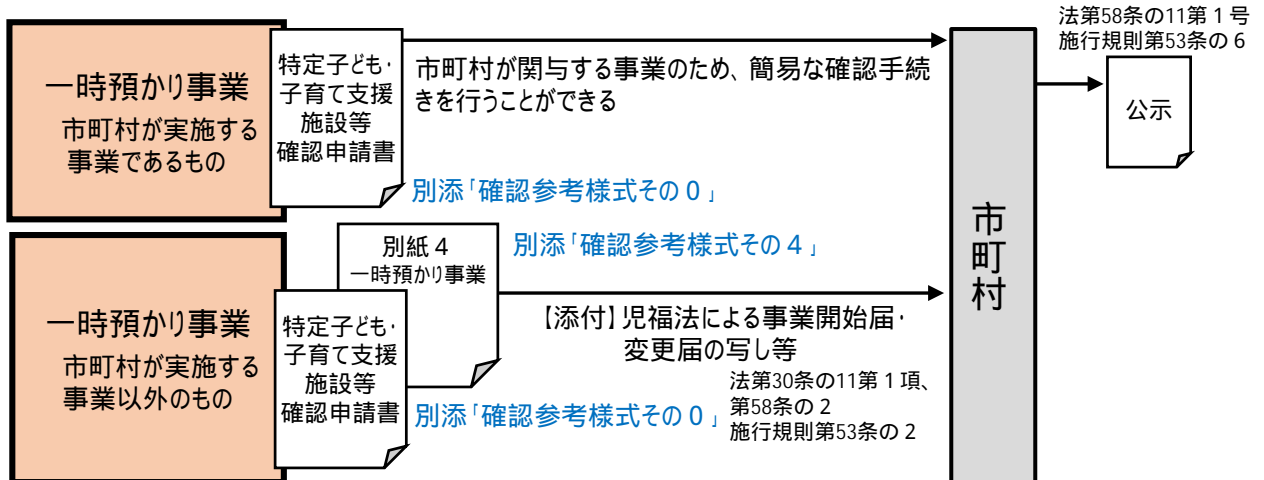 法第58条の11第１号
施行規則第53条の６
公示
一時預かり事業
市町村が実施する
事業であるもの
特定子ども・
子育て支援
施設等
確認申請書
市町村が関与する事業のため、簡易な確認手続
きを行うことができる
別添「確認参考様式その０」
市町村
別紙４
一時預かり事業
別添「確認参考様式その４」
一時預かり事業
市町村が実施する
事業以外のもの
特定子ども・
子育て支援
施設等
確認申請書
【添付】児福法による事業開始届・
変更届の写し等
別添「確認参考様式その０」
法第30条の11第１項、
第58条の２
施行規則第53条の２